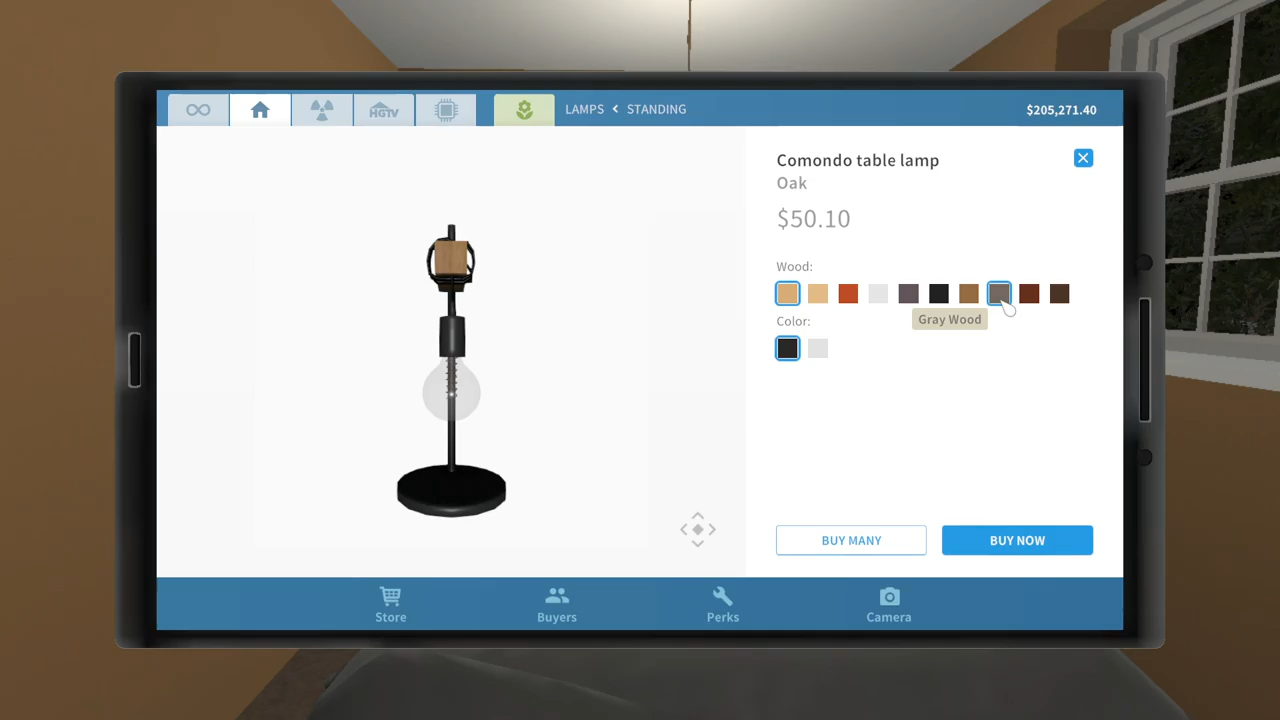 HGTV
LAMPS < STANDING
$205,271.40
Comondo table lamp
Oak
$50.10
Wood:
Gray Wood
Color:
BUY MANY
BUY NOW
Store
Buyers
Perks
Camera